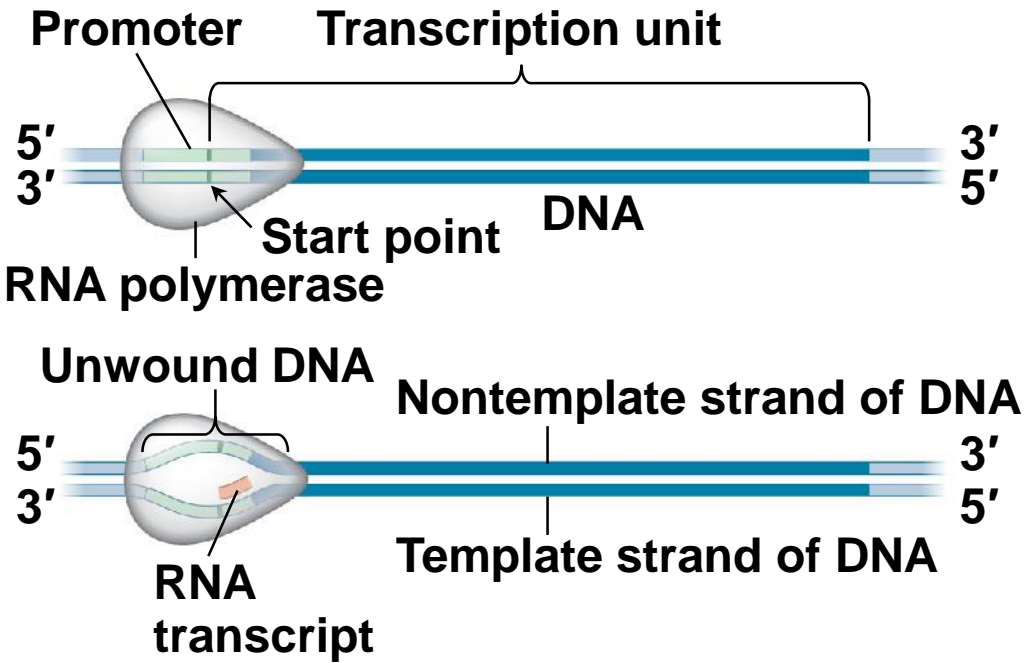 Promoter
Transcription unit
5′
3′
3′
5′
DNA
Start point
RNA polymerase
Unwound DNA
Nontemplate strand of DNA
5′
3′
3′
5′
Template strand of DNA
RNA
transcript